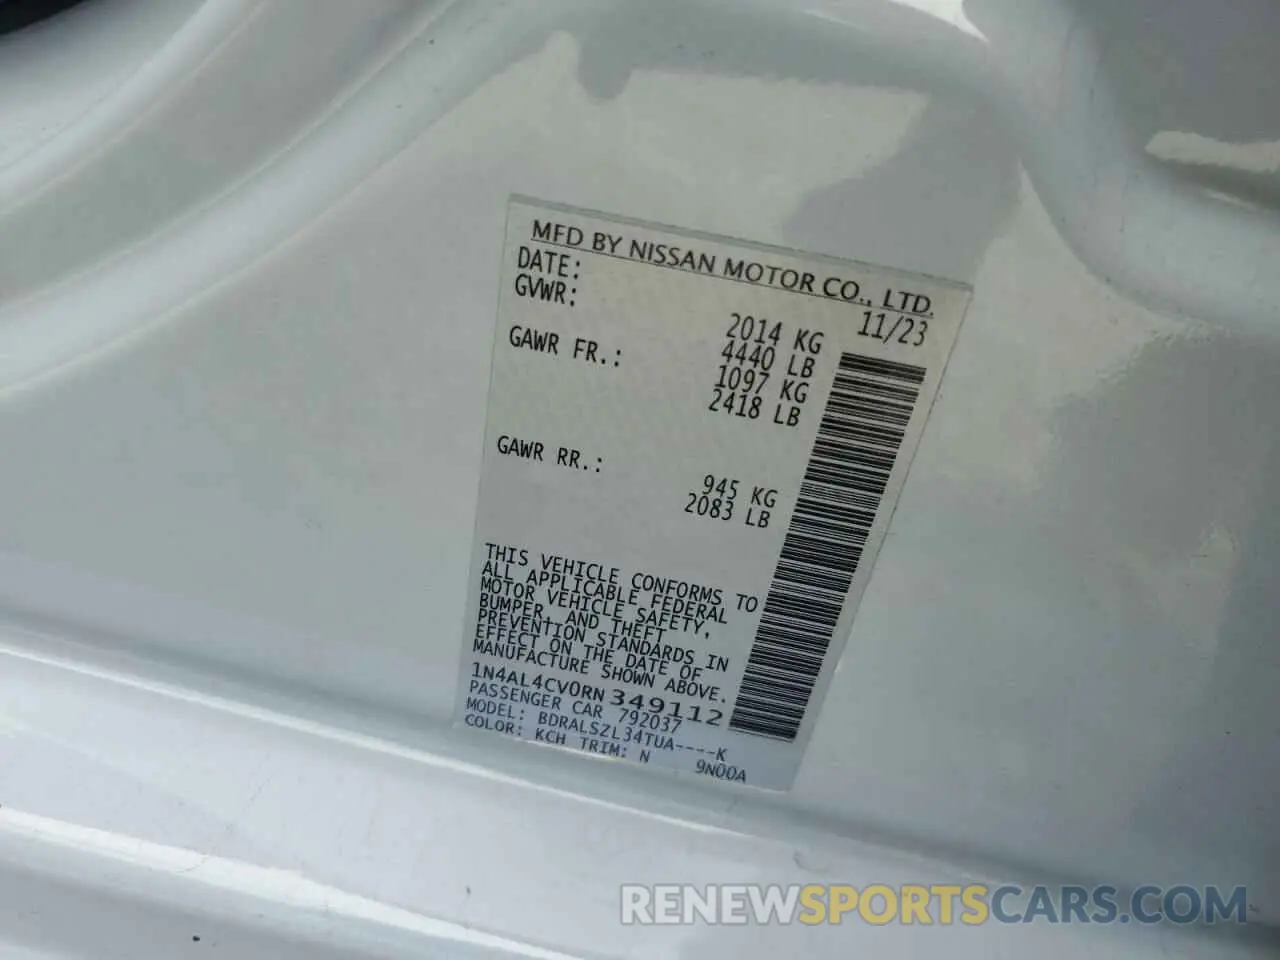 MFD BY NISSAN MOTOR CO., LTD.
DATE: 11/23
GVWR: 2014 KG
4440 LB
GAWR FR.: 1097 KG
2418 LB
GAWR RR.: 945 KG
2083 LB
THIS VEHICLE CONFORMS TO
ALL APPLICABLE FEDERAL
MOTOR VEHICLE SAFETY,
BUMPER, AND THEFT
PREVENTION STANDARDS IN
EFFECT ON THE DATE OF
MANUFACTURE SHOWN ABOVE.
1N4AL4CV0RN349112
PASSENGER CAR 792037
MODEL: BDRALSZL34TUA----K
COLOR: KCH TRIM: N 9N00A
RENEWSPORTSCARS.COM